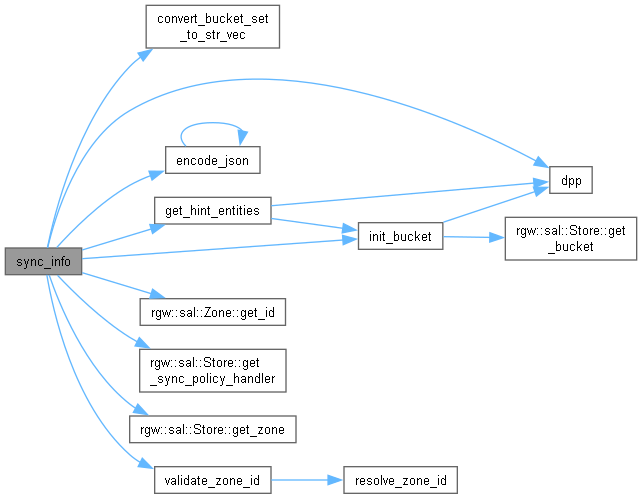 convert_bucket_set
_to_str_vec
encode_json
dpp
get_hint_entities
init_bucket
rgw::sal::Store::get
_bucket
sync_info
rgw::sal::Zone::get_id
rgw::sal::Store::get
_sync_policy_handler
rgw::sal::Store::get_zone
validate_zone_id
resolve_zone_id